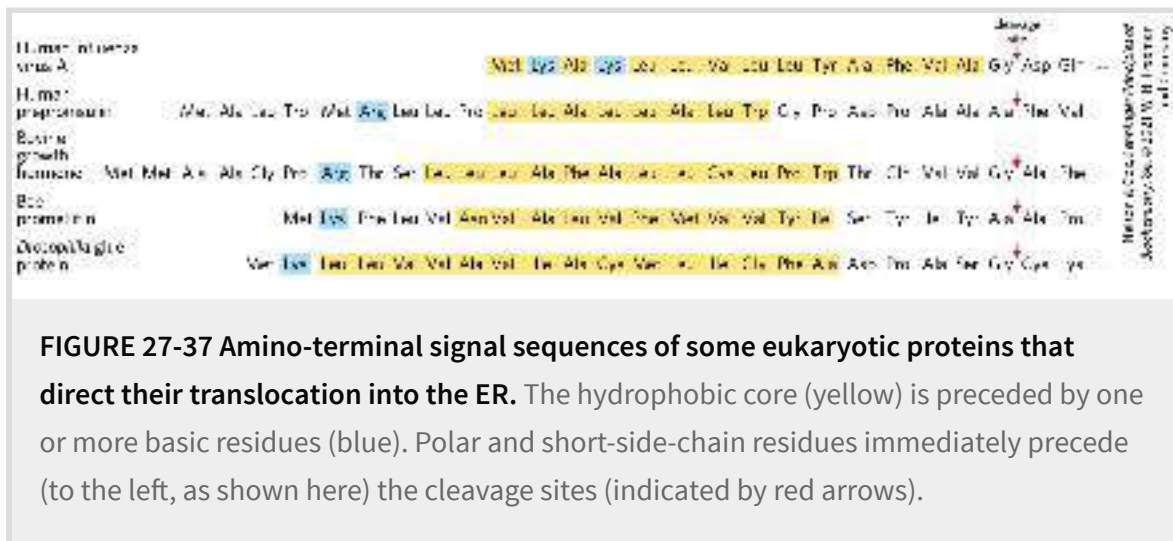 cleavage site
Human influenza
virus A Met Lys Ala Lys Leu Leu Val Leu Leu Tyr Ala Phe Val Ala Gly Asp Gln --
Human
preproinsulin Met Ala Leu Trp Met Arg Leu Leu Pro Leu Leu Ala Leu Leu Ala Leu Trp Gly Pro Asp Pro Ala Ala Ala Phe Val
Bovine
growth
hormone Met Met Ala Ala Gly Pro Arg Thr Ser Leu Leu Leu Ala Phe Ala Leu Leu Cys Leu Pro Trp Thr Gln Val Val Gly Ala Phe
Bee
promelittin Met Lys Phe Leu Val Asn Val Ala Leu Val Phe Met Val Val Tyr Ile Ser Tyr Ile Tyr Ala Ala Pro
Drosophila glue
protein Met Lys Leu Leu Val Val Ala Val Ile Ala Cys Met Leu Ile Gly Phe Ala Asp Pro Ala Ser Gly Cys Lys
FIGURE 27-37 Amino-terminal signal sequences of some eukaryotic proteins that
direct their translocation into the ER. The hydrophobic core (yellow) is preceded by one
or more basic residues (blue). Polar and short-side-chain residues immediately precede
(to the left, as shown here) the cleavage sites (indicated by red arrows).